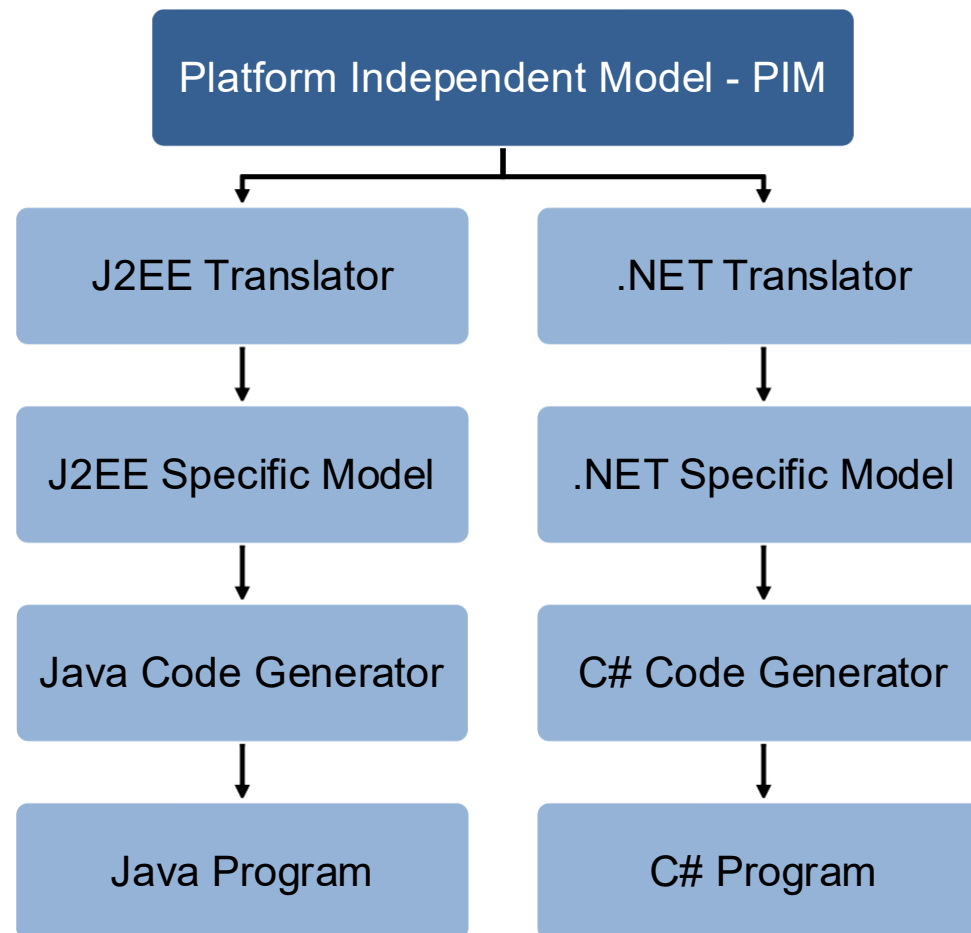 Platform Independent Model - PIM
J2EE Translator
.NET Translator
J2EE Specific Model
.NET Specific Model
Java Code Generator
C# Code Generator
Java Program
C# Program